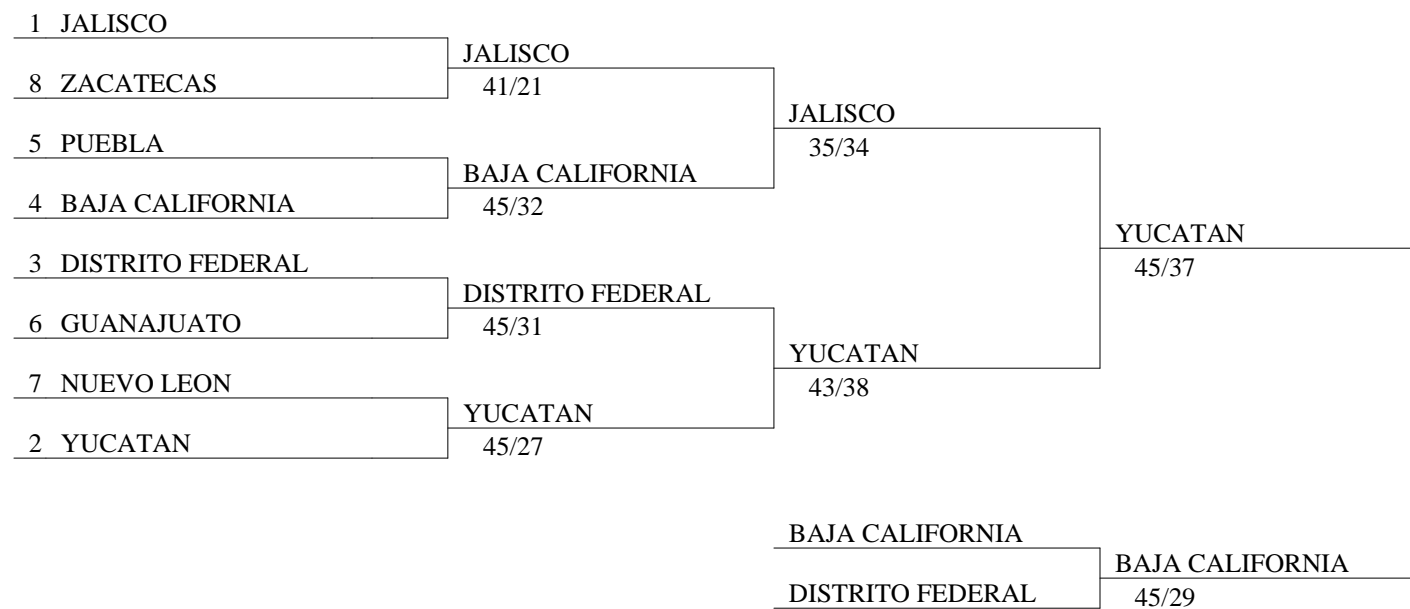 1 JALISCO
JALISCO
8 ZACATECAS
41/21
JALISCO
5 PUEBLA
35/34
BAJA CALIFORNIA
4 BAJA CALIFORNIA
45/32
YUCATAN
3 DISTRITO FEDERAL
45/37
DISTRITO FEDERAL
6 GUANAJUATO
45/31
YUCATAN
7 NUEVO LEON
43/38
YUCATAN
2 YUCATAN
45/27
BAJA CALIFORNIA
BAJA CALIFORNIA
DISTRITO FEDERAL
45/29